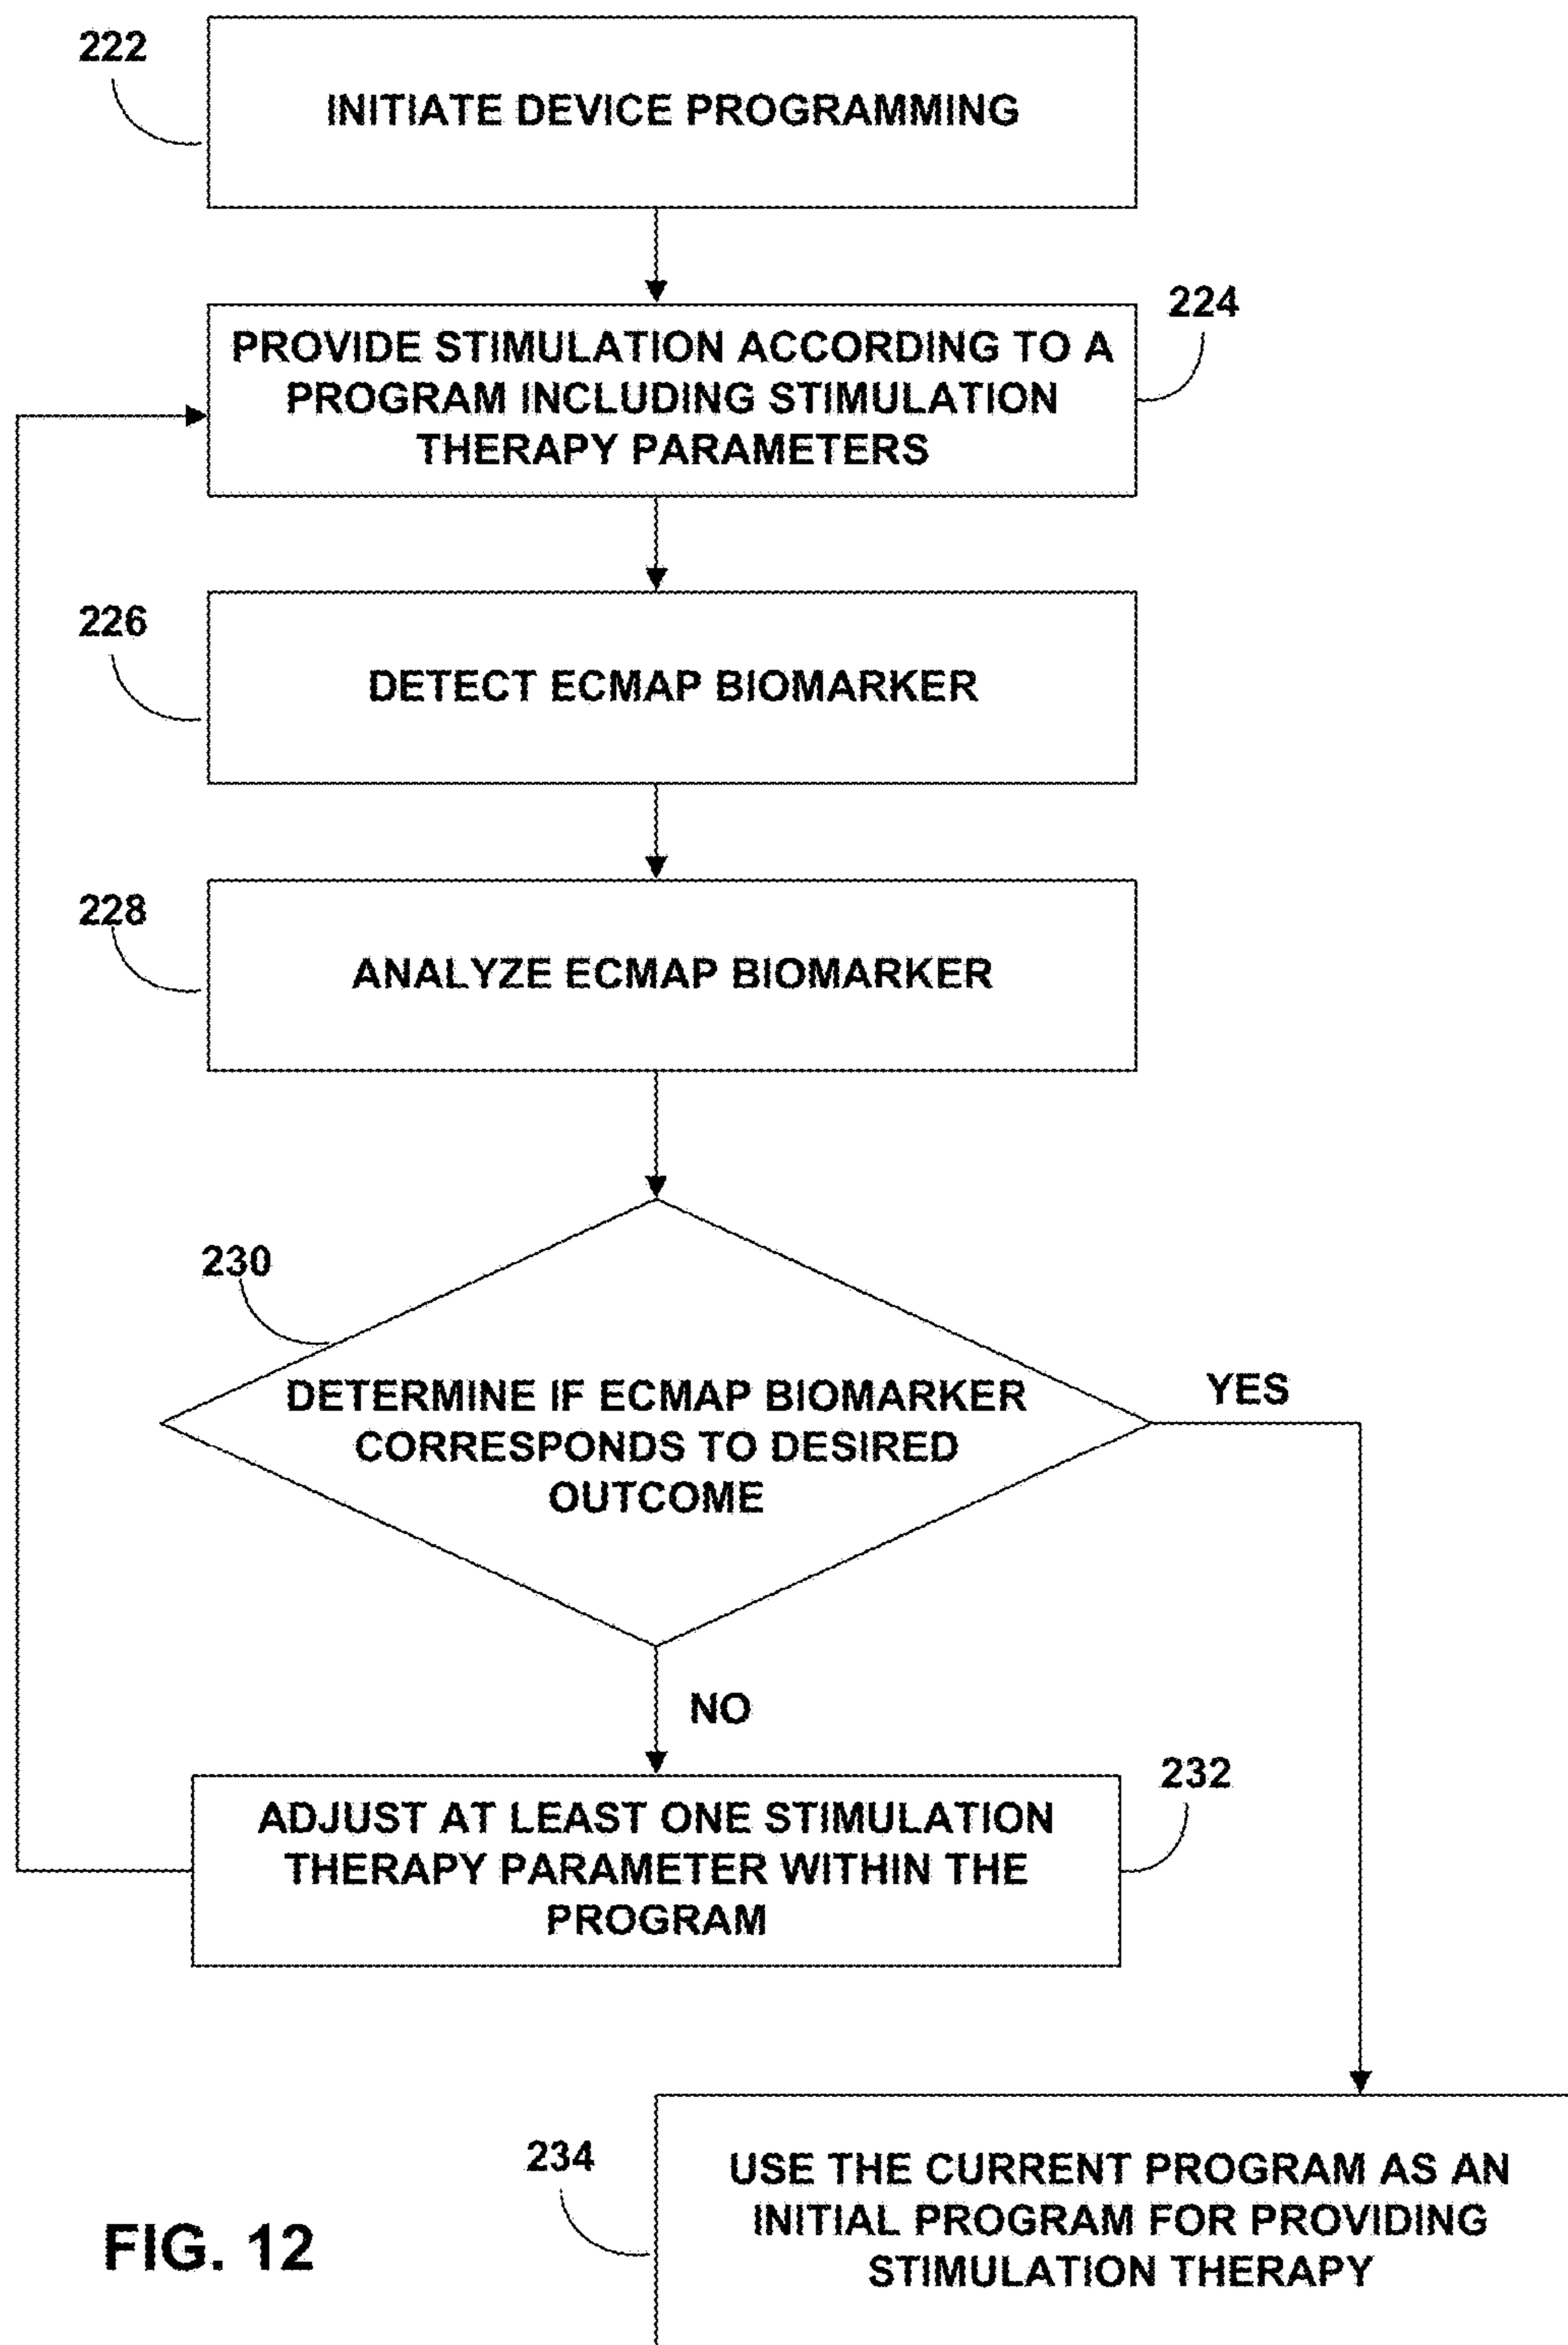 222
INITIATE DEVICE PROGRAMMING
224
PROVIDE STIMULATION ACCORDING TO A
PROGRAM INCLUDING STIMULATION
THERAPY PARAMETERS
226
DETECT ECMAP BIOMARKER
228
ANALYZE ECMAP BIOMARKER
230
DETERMINE IF ECMAP BIOMARKER
CORRESPONDS TO DESIRED
OUTCOME
YES
NO
232
ADJUST AT LEAST ONE STIMULATION
THERAPY PARAMETER WITHIN THE
PROGRAM
234
USE THE CURRENT PROGRAM AS AN
INITIAL PROGRAM FOR PROVIDING
STIMULATION THERAPY
FIG. 12